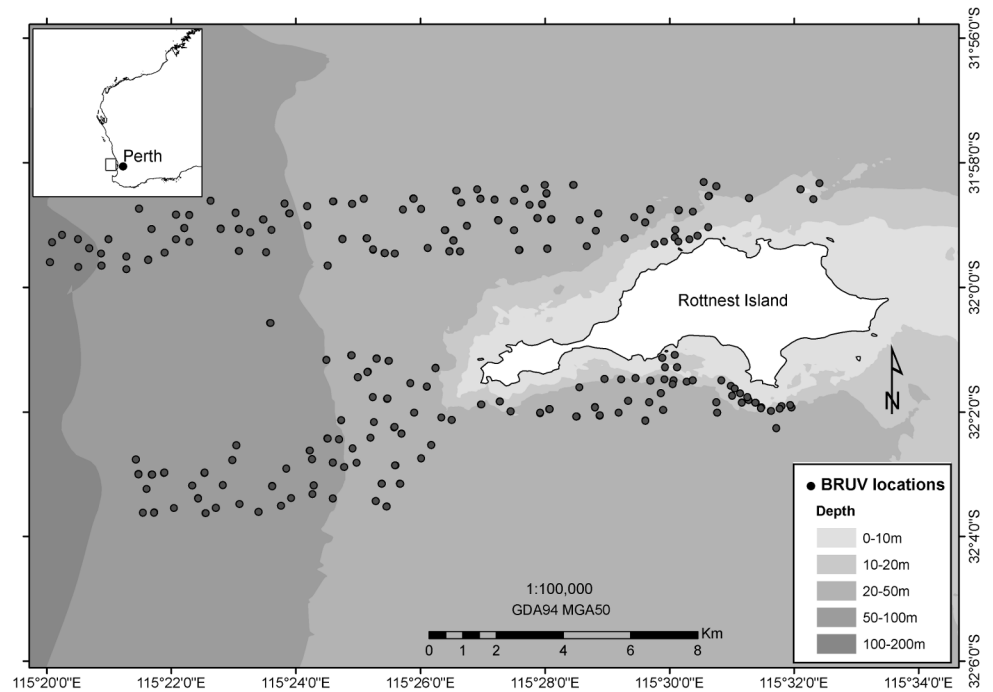 Perth
31°56'0"S
31°58'0"S
32°0'0"S
32°2'0"S
32°4'0"S
32°6'0"S
Rottnest Island
N
BRUV locations
Depth
0-10m
10-20m
20-50m
50-100m
100-200m
1:100,000
GDA94 MGA50
Km
0 1 2 4 6 8
115°20'0"E 115°22'0"E 115°24'0"E 115°26'0"E 115°28'0"E 115°30'0"E 115°32'0"E 115°34'0"E